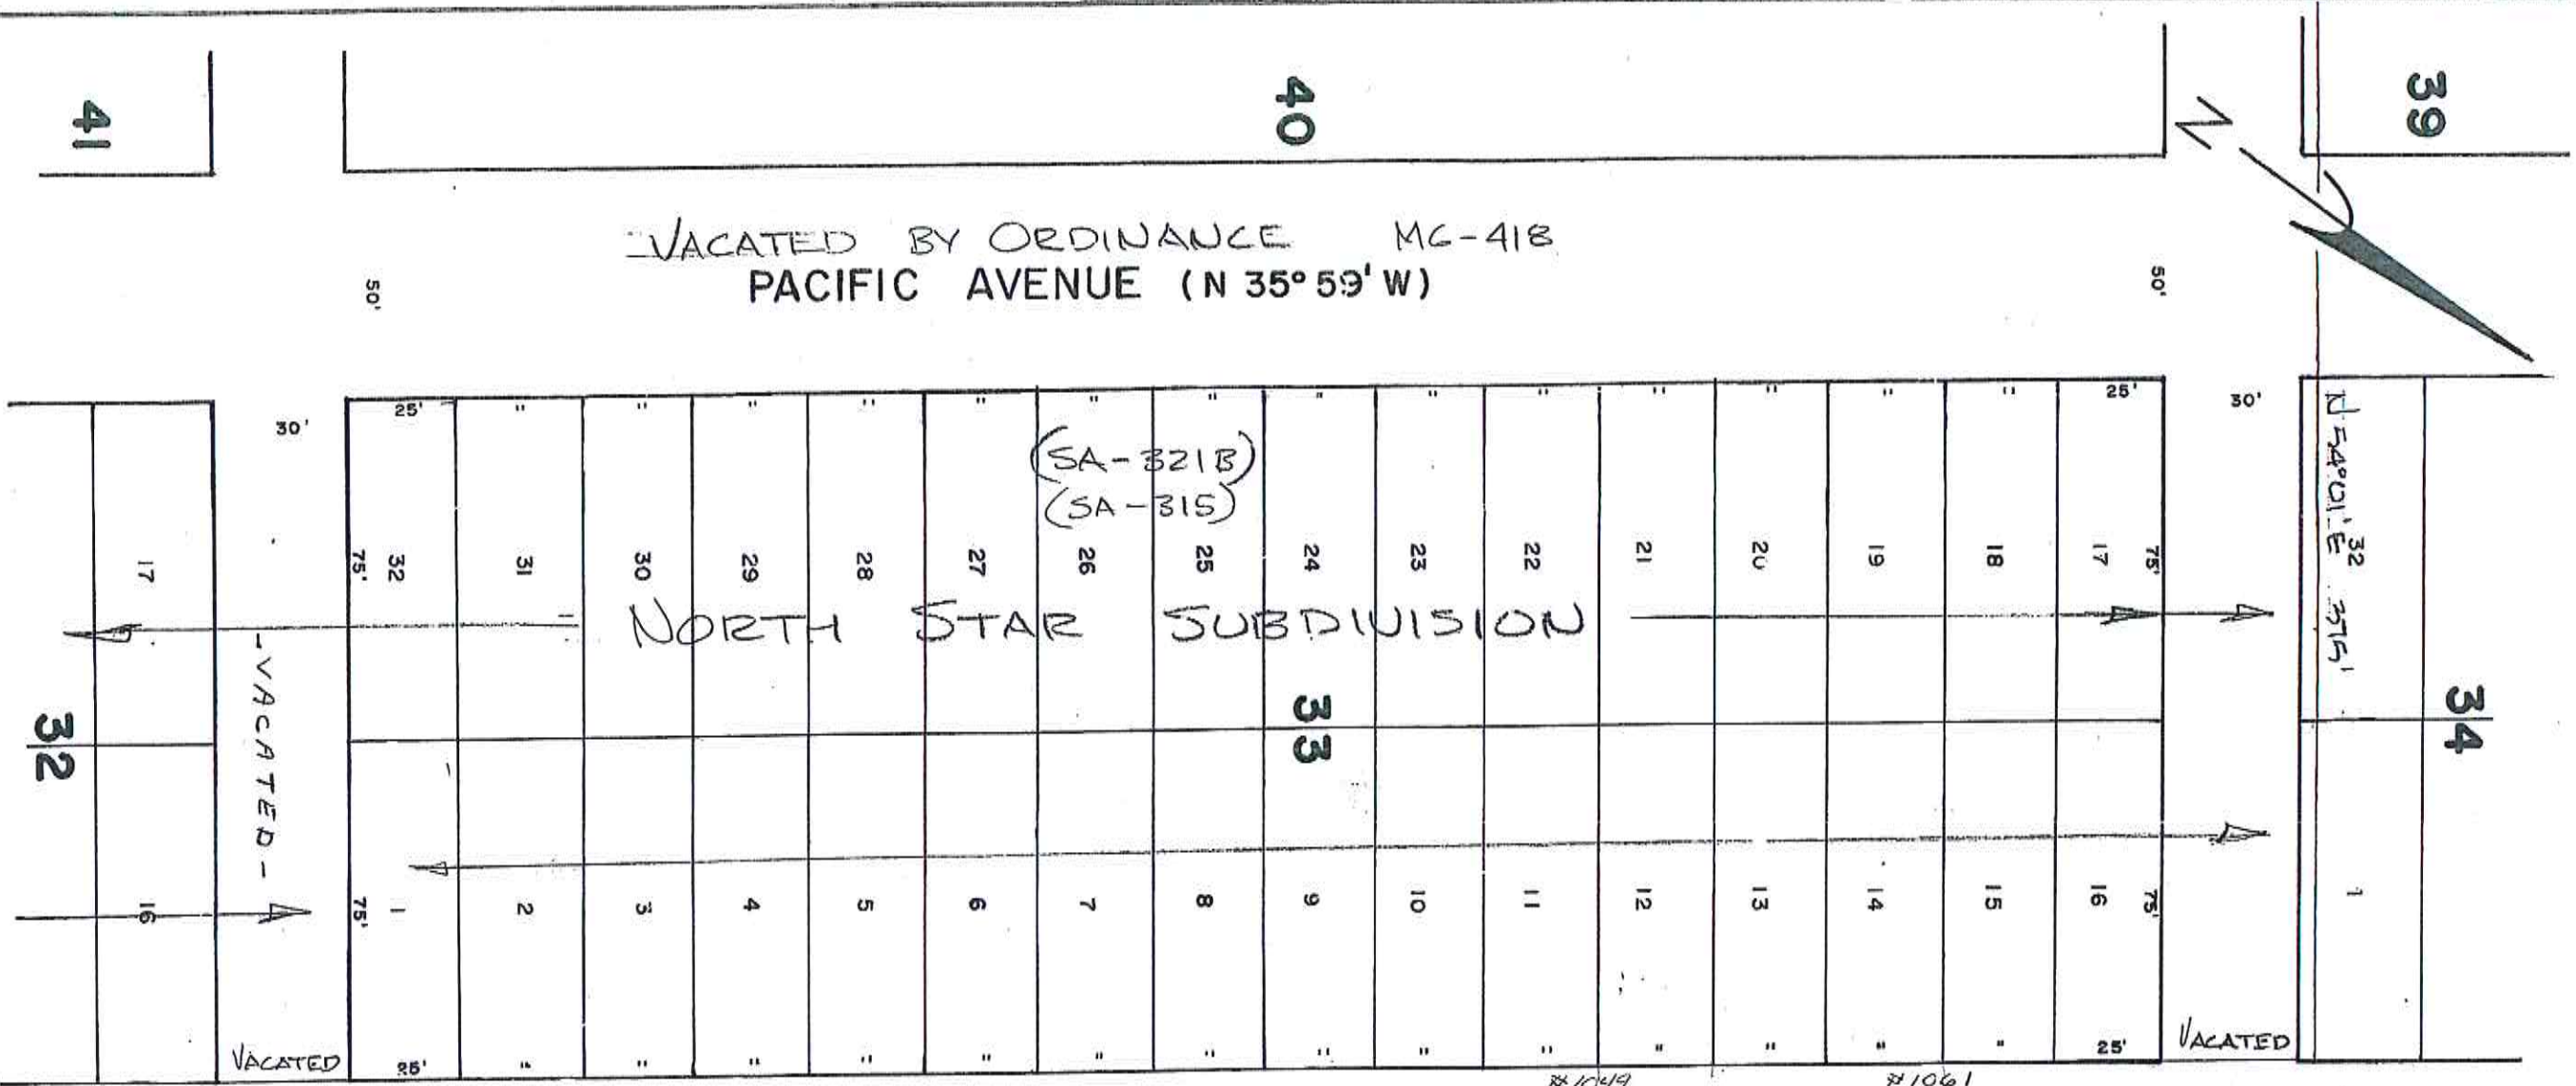 41
40
39
N
VACATED BY ORDINANCE MC-418
PACIFIC AVENUE (N 35° 59' W)
50'
50'
30'
25' " " " " " " " " " " " " " " 25'
30'
N 54°01'E 375'
(SA-321B)
(SA-315)
17
75' 32 31 30 29 28 27 26 25 24 23 22 21 20 19 18 17 75'
32
NORTH STAR SUBDIVISION
-VACATED-
32
33
34
16
75' 1 2 3 4 5 6 7 8 9 10 11 12 13 14 15 16 75'
1
VACATED
25' " " " " " " " " " " " " " " 25'
VACATED
#1049
#1061